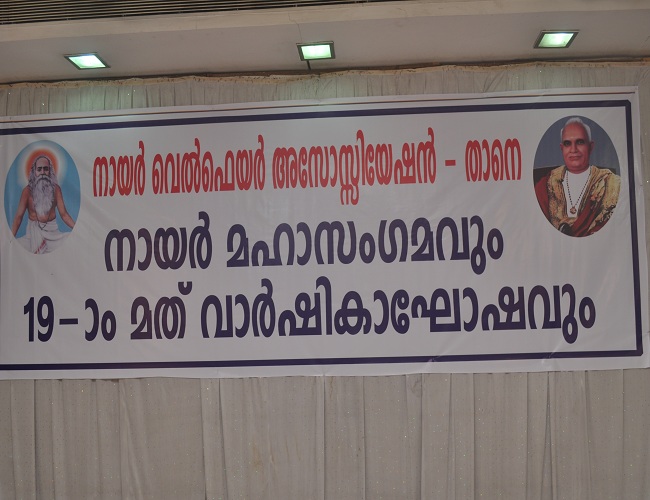 നായർ വെൽഫെയർ അസോസ്സിയേഷൻ – താനെ
നായർ മഹാസംഗമവും
19–ാം മത് വാർഷികാഘോഷവും